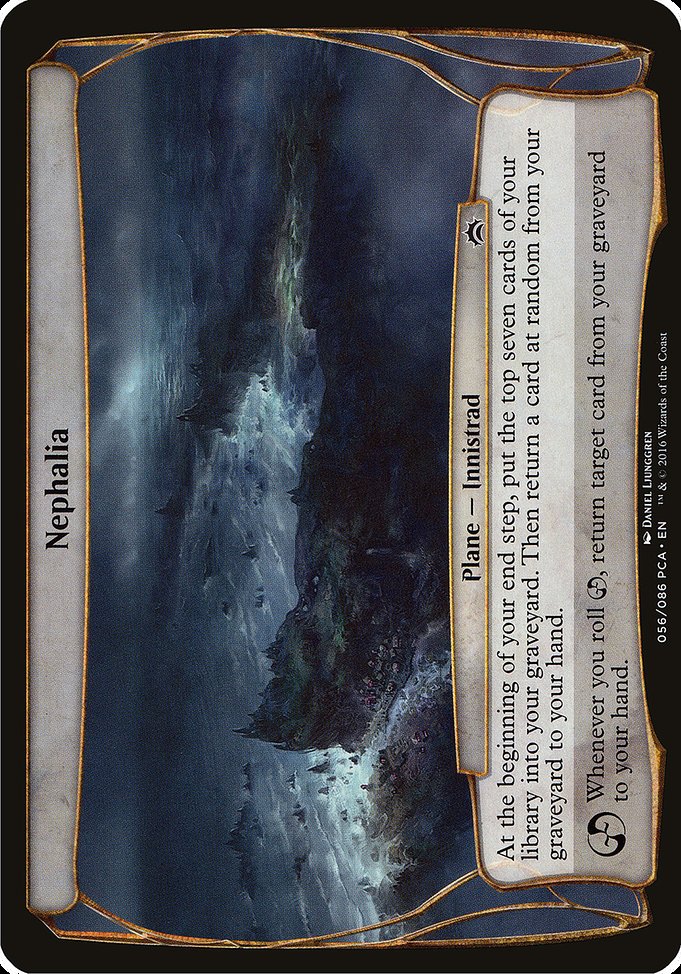 Nephalia
Plane — Innistrad
At the beginning of your end step, put the top seven cards of your
library into your graveyard. Then return a card at random from your
graveyard to your hand.
Whenever you roll , return target card from your graveyard
to your hand.
Daniel Ljunggren
056/086 PCA • EN ™ & © 2016 Wizards of the Coast